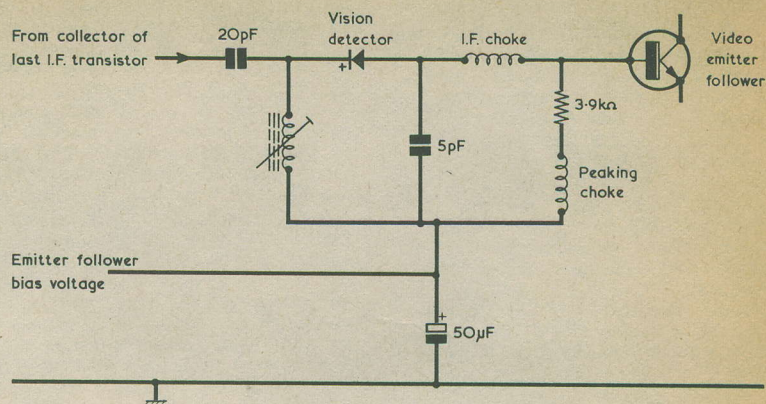 From collector of
last I.F. transistor
20pF
Vision
detector
+
I.F. choke
Video
emitter
follower
5pF
3·9kΩ
Peaking
choke
Emitter follower
bias voltage
+
50µF